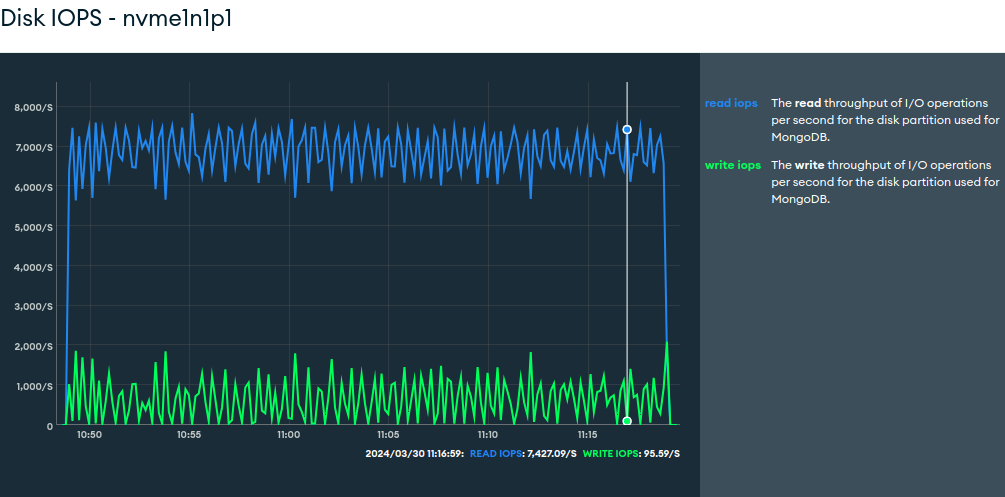 Disk IOPS - nvme1n1p1
8,000/S
7,000/S
6,000/S
5,000/S
4,000/S
3,000/S
2,000/S
1,000/S
0
10:50 10:55 11:00 11:05 11:10 11:15
2024/03/30 11:16:59: READ IOPS: 7,427.09/S WRITE IOPS: 95.59/S
read iops The read throughput of I/O operations
per second for the disk partition used for
MongoDB.
write iops The write throughput of I/O operations
per second for the disk partition used for
MongoDB.